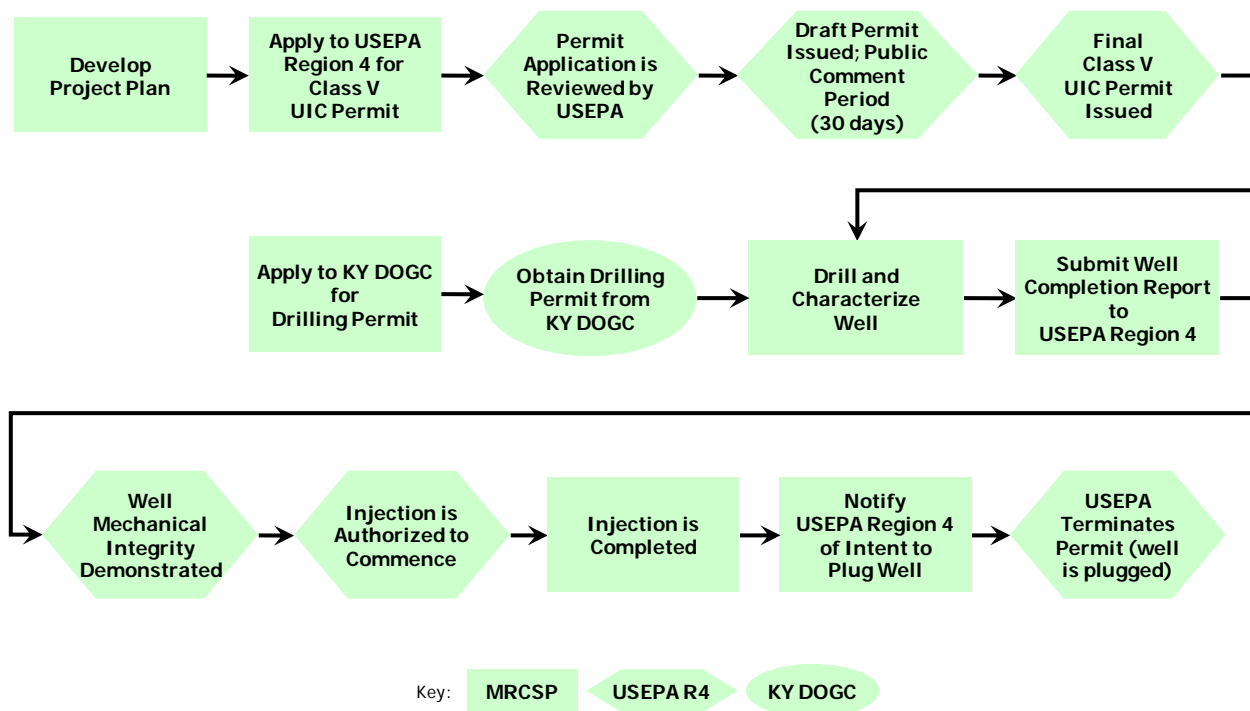 Develop
Project Plan
Apply to USEPA
Region 4 for
Class V
UIC Permit
Permit
Application is
Reviewed by
USEPA
Draft Permit
Issued; Public
Comment
Period
(30 days)
Final
Class V
UIC Permit
Issued
Apply to KY DOGC
for
Drilling Permit
Obtain Drilling
Permit from
KY DOGC
Drill and
Characterize
Well
Submit Well
Completion Report
to
USEPA Region 4
Well
Mechanical
Integrity
Demonstrated
Injection is
Authorized to
Commence
Injection is
Completed
Notify
USEPA Region 4
of Intent to
Plug Well
USEPA
Terminates
Permit (well
is plugged)
Key:
MRCSP
USEPA R4
KY DOGC